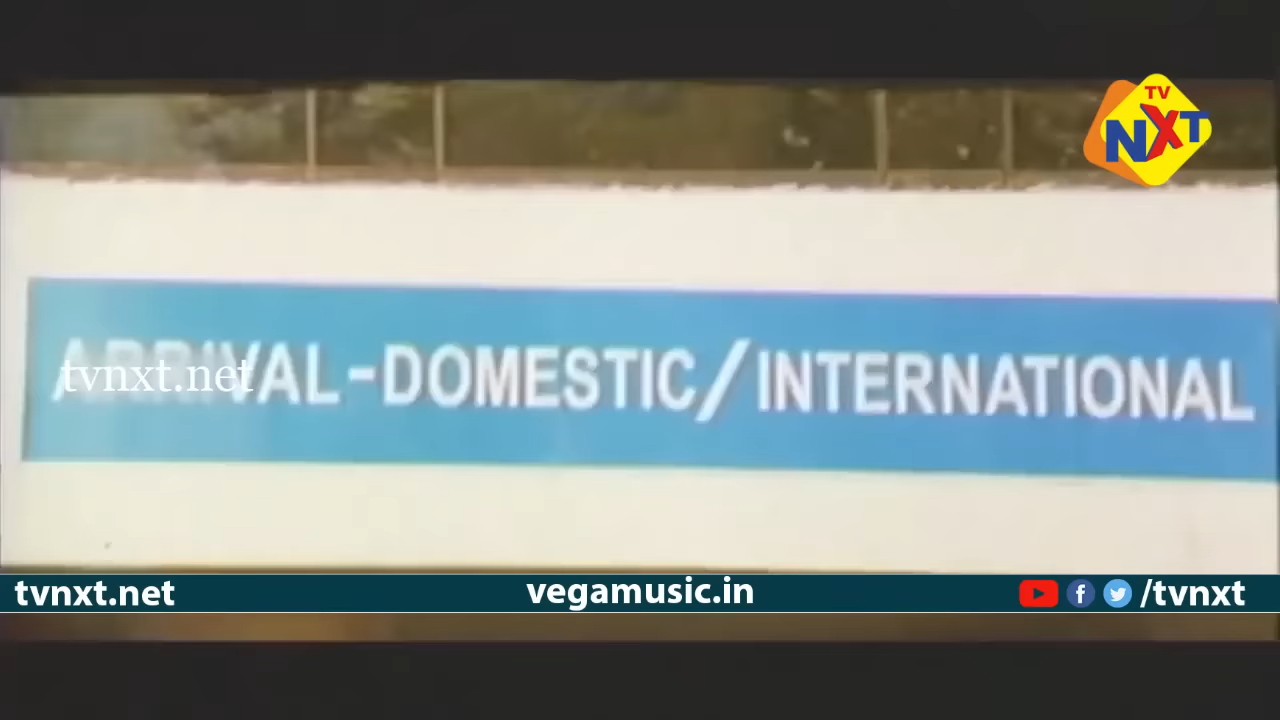 TV
NXT
ARRIVAL-DOMESTIC/INTERNATIONAL
tvnxt.net
tvnxt.net
vegamusic.in
/tvnxt